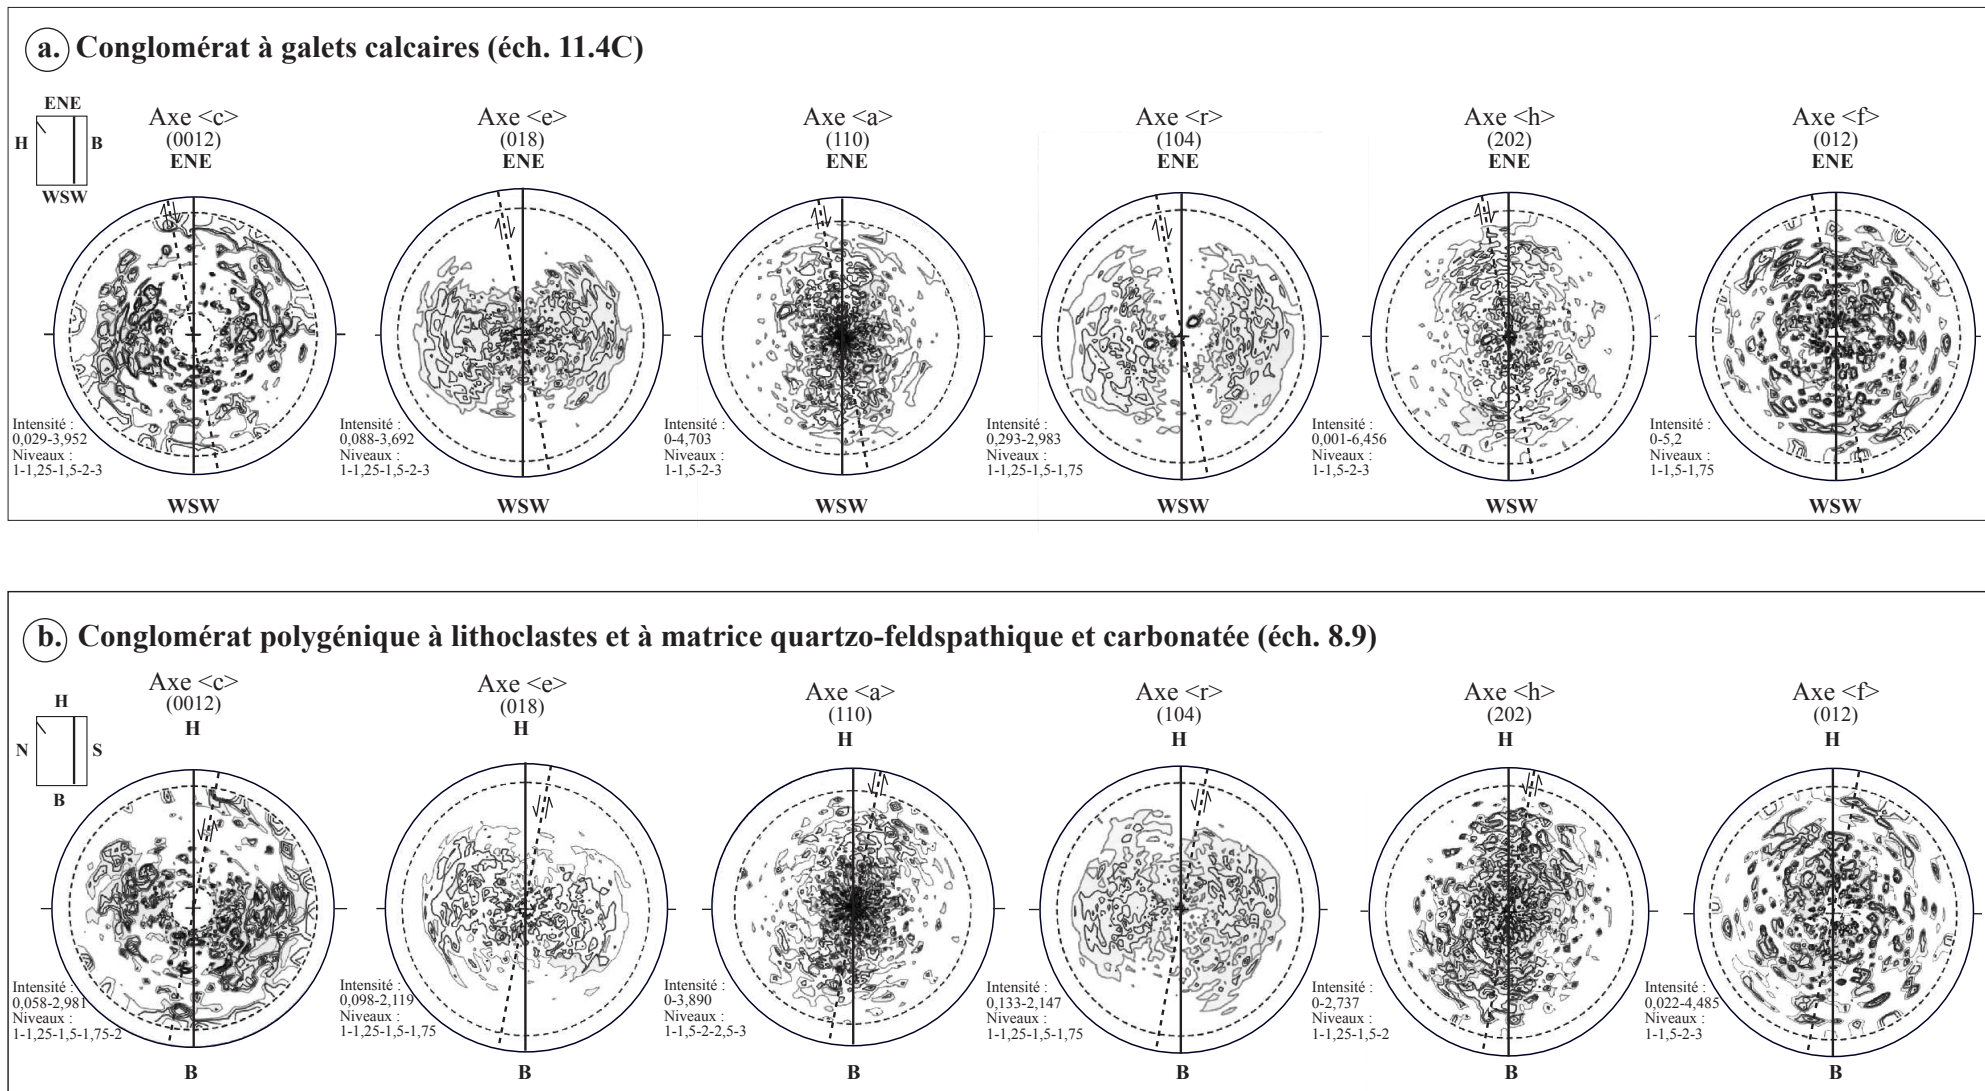 a. Conglomérat à galets calcaires (éch. 11.4C)
ENE
H B
WSW
Axe <c>
(0012)
ENE
Intensité :
0,029-3,952
Niveaux :
1-1,25-1,5-2-3
WSW
Axe <e>
(018)
ENE
Intensité :
0,088-3,692
Niveaux :
1-1,25-1,5-2-3
WSW
Axe <a>
(110)
ENE
Intensité :
0-4,703
Niveaux :
1-1,5-2-3
WSW
Axe <r>
(104)
ENE
Intensité :
0,293-2,983
Niveaux :
1-1,25-1,5-1,75
WSW
Axe <h>
(202)
ENE
Intensité :
0,001-6,456
Niveaux :
1-1,5-2-3
WSW
Axe <f>
(012)
ENE
Intensité :
0-5,2
Niveaux :
1-1,5-1,75
WSW
b. Conglomérat polygénique à lithoclastes et à matrice quartzo-feldspathique et carbonatée (éch. 8.9)
H
N S
B
Axe <c>
(0012)
H
Intensité :
0,058-2,981
Niveaux :
1-1,25-1,5-1,75-2
B
Axe <e>
(018)
H
Intensité :
0,098-2,119
Niveaux :
1-1,25-1,5-1,75
B
Axe <a>
(110)
H
Intensité :
0-3,890
Niveaux :
1-1,5-2-2,5-3
B
Axe <r>
(104)
H
Intensité :
0,133-2,147
Niveaux :
1-1,25-1,5-1,75
B
Axe <h>
(202)
H
Intensité :
0-2,737
Niveaux :
1-1,25-1,5-2
B
Axe <f>
(012)
H
Intensité :
0,022-4,485
Niveaux :
1-1,5-2-3
B